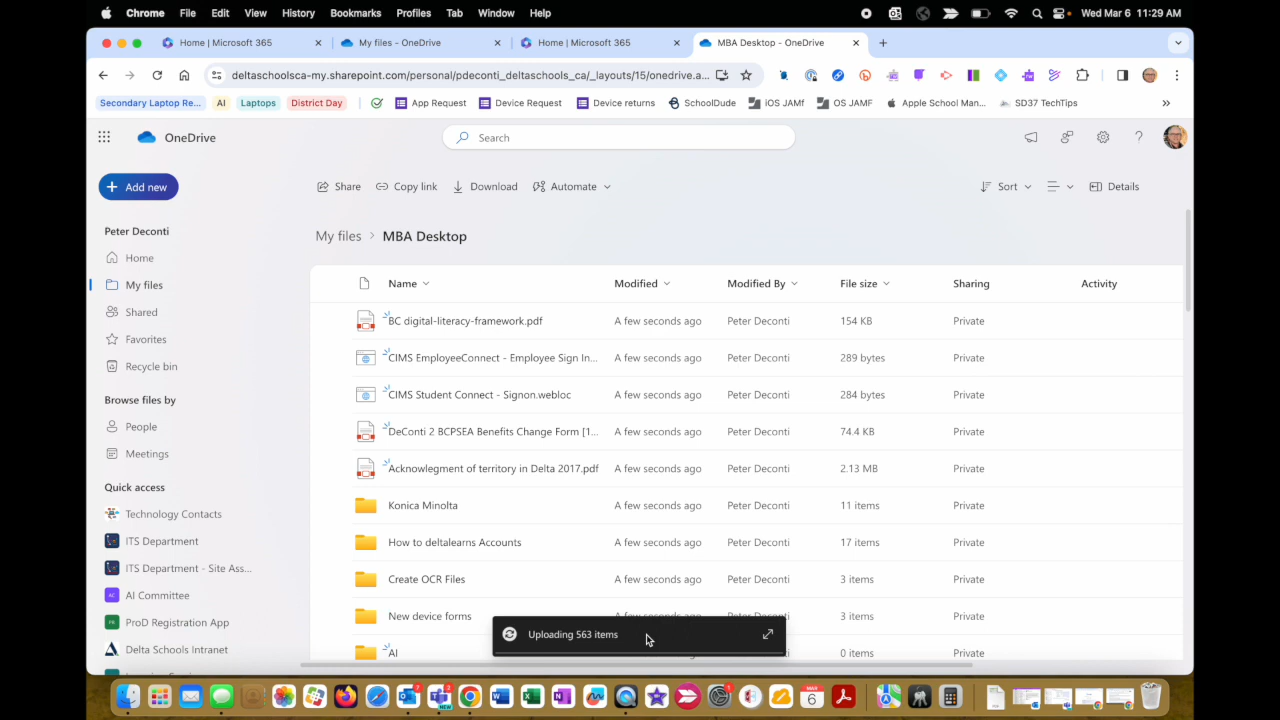 Chrome File Edit View History Bookmarks Profiles Tab Window Help Wed Mar 6 11:29 AM
Home | Microsoft 365 My files - OneDrive Home | Microsoft 365 MBA Desktop - OneDrive
deltaschoolsca-my.sharepoint.com/personal/pdeconti_deltaschools_ca/_layouts/15/onedrive.a...
Secondary Laptop Re... AI Laptops District Day App Request Device Request Device returns SchoolDude iOS JAMf OS JAMF Apple School Man... SD37 TechTips
OneDrive Search
Add new Share Copy link Download Automate Sort Details
Peter Deconti
Home
My files
Shared
Favorites
Recycle bin
Browse files by
People
Meetings
Quick access
Technology Contacts
ITS Department
ITS Department - Site Ass...
AI Committee
ProD Registration App
Delta Schools Intranet
My files > MBA Desktop
Name Modified Modified By File size Sharing Activity
BC digital-literacy-framework.pdf A few seconds ago Peter Deconti 154 KB Private
CIMS EmployeeConnect - Employee Sign In... A few seconds ago Peter Deconti 289 bytes Private
CIMS Student Connect - Signon.webloc A few seconds ago Peter Deconti 284 bytes Private
DeConti 2 BCPSEA Benefits Change Form [1... A few seconds ago Peter Deconti 74.4 KB Private
Acknowlegment of territory in Delta 2017.pdf A few seconds ago Peter Deconti 2.13 MB Private
Konica Minolta A few seconds ago Peter Deconti 11 items Private
How to deltalearns Accounts A few seconds ago Peter Deconti 17 items Private
Create OCR Files A few seconds ago Peter Deconti 3 items Private
New device forms A few seconds ago Peter Deconti 3 items Private
AI 0 items Private
Uploading 563 items